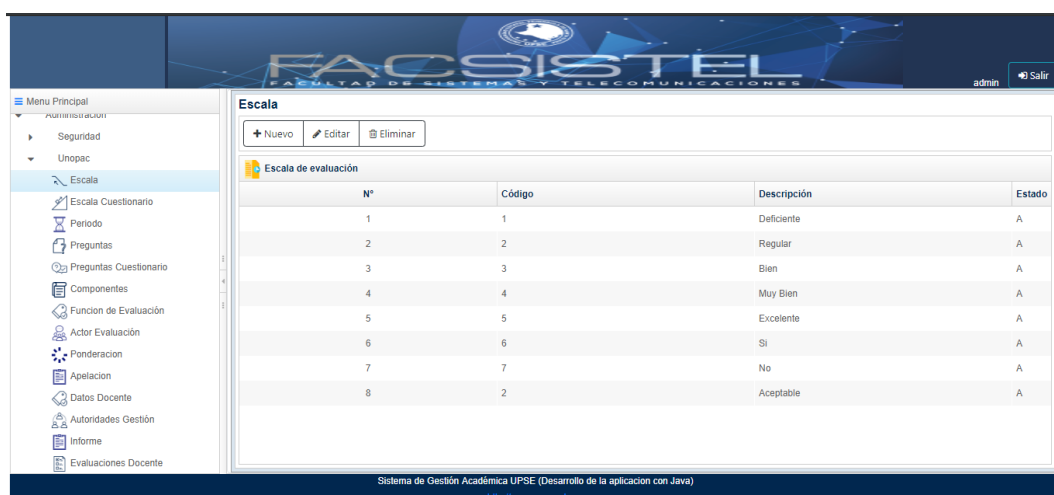 UPSE
FACSISTEL
FACULTAD DE SISTEMAS Y TELECOMUNICACIONES
admin
Salir
Menu Principal
Administracion
Seguridad
Unopac
Escala
Escala Cuestionario
Periodo
Preguntas
Preguntas Cuestionario
Componentes
Funcion de Evaluación
Actor Evaluación
Ponderacion
Apelacion
Datos Docente
Autoridades Gestión
Informe
Evaluaciones Docente
Escala
Nuevo Editar Eliminar
Escala de evaluación
N° Código Descripción Estado
1 1 Deficiente A
2 2 Regular A
3 3 Bien A
4 4 Muy Bien A
5 5 Excelente A
6 6 Si A
7 7 No A
8 2 Aceptable A
Sistema de Gestión Académica UPSE (Desarrollo de la aplicacion con Java)